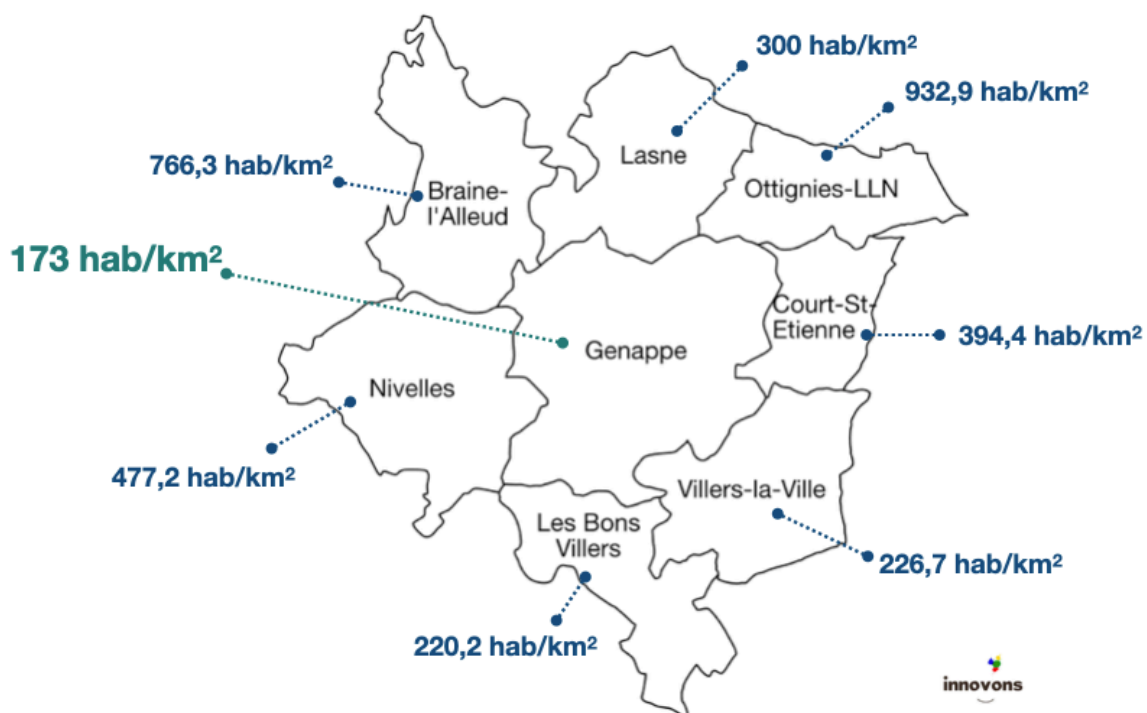 300 hab/km²
932,9 hab/km²
766,3 hab/km²
Lasne
Braine-
l'Alleud
Ottignies-LLN
173 hab/km²
Court-St-
Etienne
394,4 hab/km²
Genappe
Nivelles
477,2 hab/km²
Villers-la-Ville
Les Bons
Villers
226,7 hab/km²
220,2 hab/km²
innovons